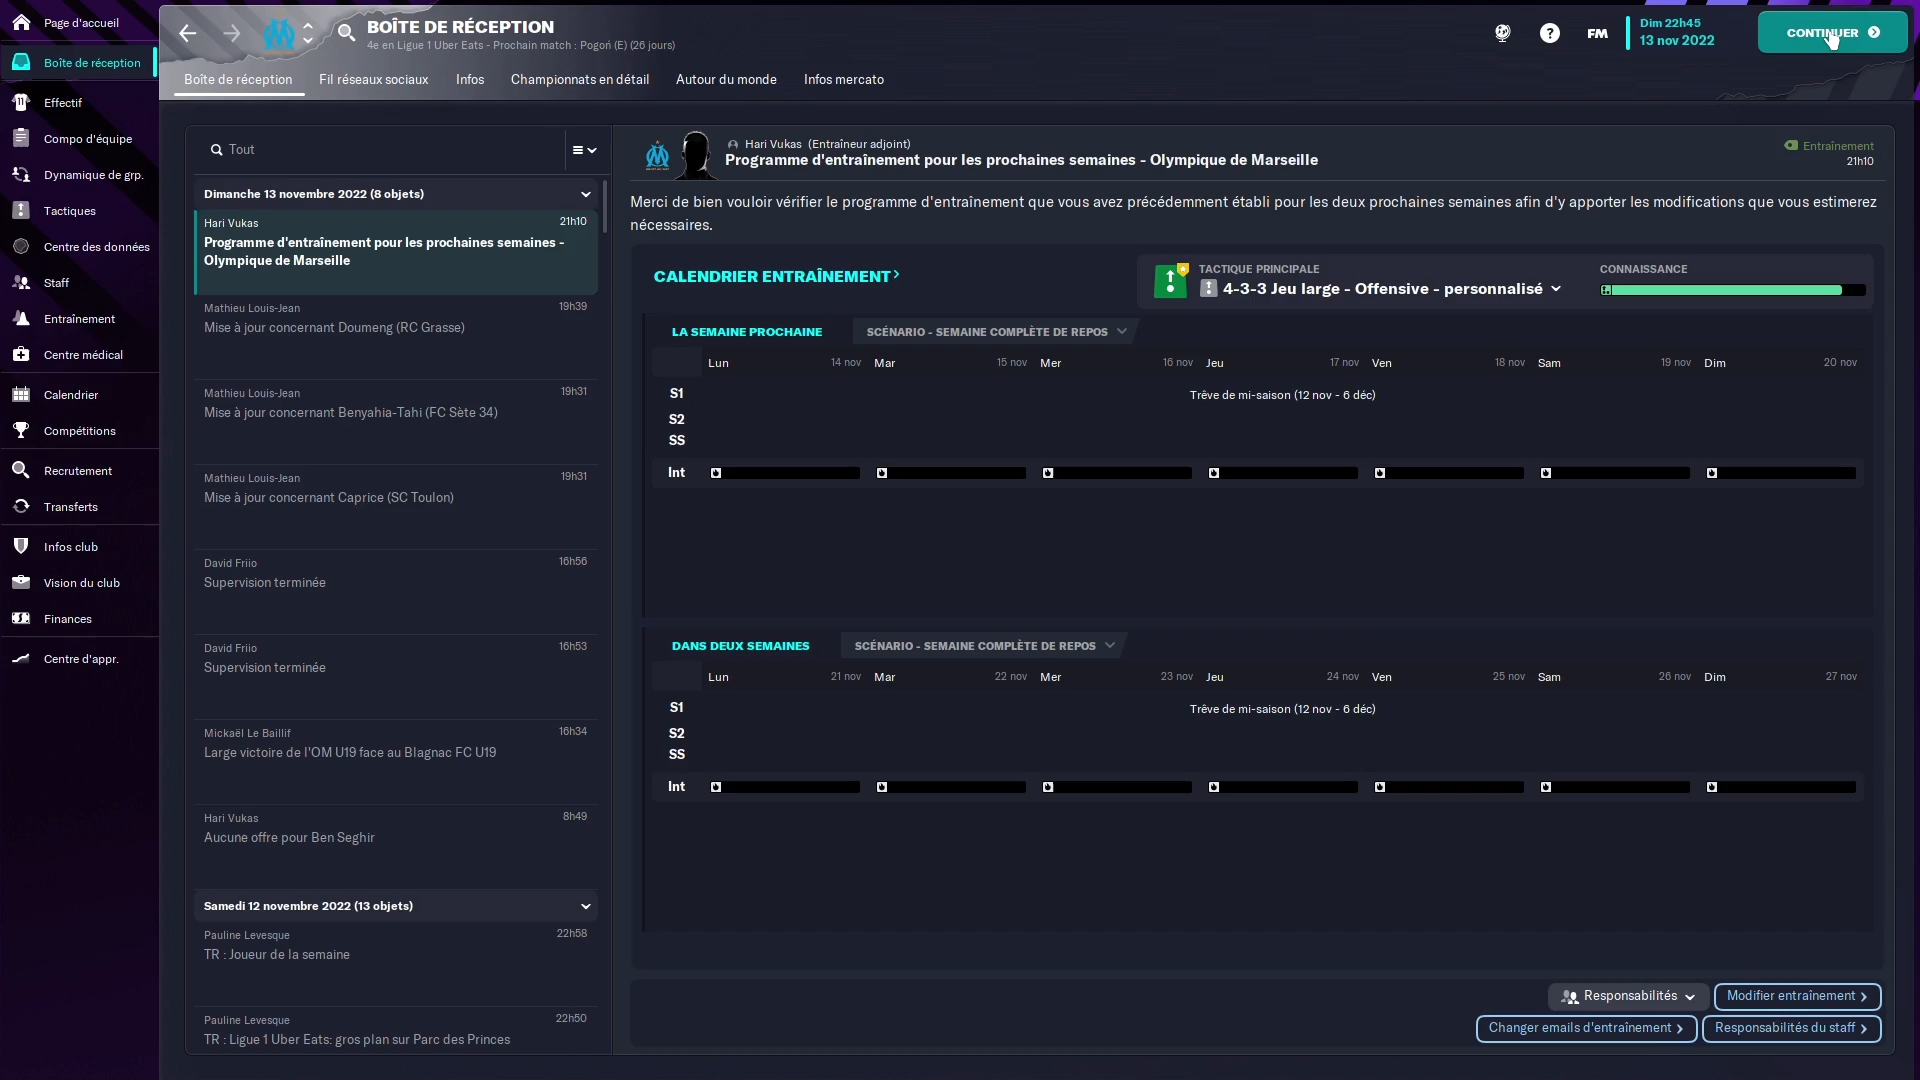 Page d'accueil
Boîte de réception
Effectif
Compo d'équipe
Dynamique de grp.
Tactiques
Centre des données
Staff
Entraînement
Centre médical
Calendrier
Compétitions
Recrutement
Transferts
Infos club
Vision du club
Finances
Centre d'appr.
BOÎTE DE RÉCEPTION
4e en Ligue 1 Uber Eats - Prochain match : Pogoń (E) (26 jours)
FM
Dim 22h45
13 nov 2022
CONTINUER
Boîte de réception Fil réseaux sociaux Infos Championnats en détail Autour du monde Infos mercato
Tout
Dimanche 13 novembre 2022 (8 objets)
Hari Vukas 21h10
Programme d'entraînement pour les prochaines semaines -
Olympique de Marseille
Mathieu Louis-Jean 19h39
Mise à jour concernant Doumeng (RC Grasse)
Mathieu Louis-Jean 19h31
Mise à jour concernant Benyahia-Tahi (FC Sète 34)
Mathieu Louis-Jean 19h31
Mise à jour concernant Caprice (SC Toulon)
David Friio 16h56
Supervision terminée
David Friio 16h53
Supervision terminée
Mickaël Le Baillif 16h34
Large victoire de l'OM U19 face au Blagnac FC U19
Hari Vukas 8h49
Aucune offre pour Ben Seghir
Samedi 12 novembre 2022 (13 objets)
Pauline Levesque 22h58
TR : Joueur de la semaine
Pauline Levesque 22h50
TR : Ligue 1 Uber Eats: gros plan sur Parc des Princes
Hari Vukas (Entraîneur adjoint)
Programme d'entraînement pour les prochaines semaines - Olympique de Marseille
Entraînement
21h10
Merci de bien vouloir vérifier le programme d'entraînement que vous avez précédemment établi pour les deux prochaines semaines afin d'y apporter les modifications que vous estimerez
nécessaires.
CALENDRIER ENTRAÎNEMENT
TACTIQUE PRINCIPALE
4-3-3 Jeu large - Offensive - personnalisé
CONNAISSANCE
LA SEMAINE PROCHAINE SCÉNARIO - SEMAINE COMPLÈTE DE REPOS
Lun 14 nov Mar 15 nov Mer 16 nov Jeu 17 nov Ven 18 nov Sam 19 nov Dim 20 nov
S1 Trêve de mi-saison (12 nov - 6 déc)
S2
SS
Int
DANS DEUX SEMAINES SCÉNARIO - SEMAINE COMPLÈTE DE REPOS
Lun 21 nov Mar 22 nov Mer 23 nov Jeu 24 nov Ven 25 nov Sam 26 nov Dim 27 nov
S1 Trêve de mi-saison (12 nov - 6 déc)
S2
SS
Int
Responsabilités Modifier entraînement
Changer emails d'entraînement Responsabilités du staff